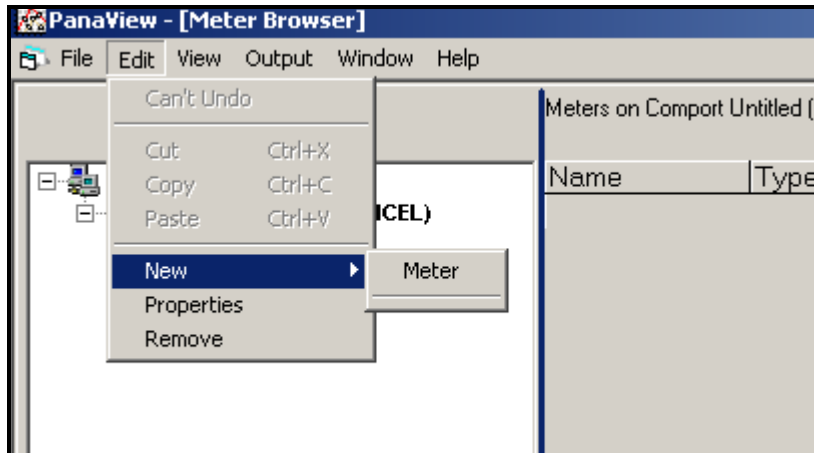 PanaView - [Meter Browser]
File Edit View Output Window Help
Can't Undo
Cut Ctrl+X
Copy Ctrl+C
Paste Ctrl+V
New
Properties
Remove
Meter
ICEL)
Meters on Comport Untitled (
Name Type